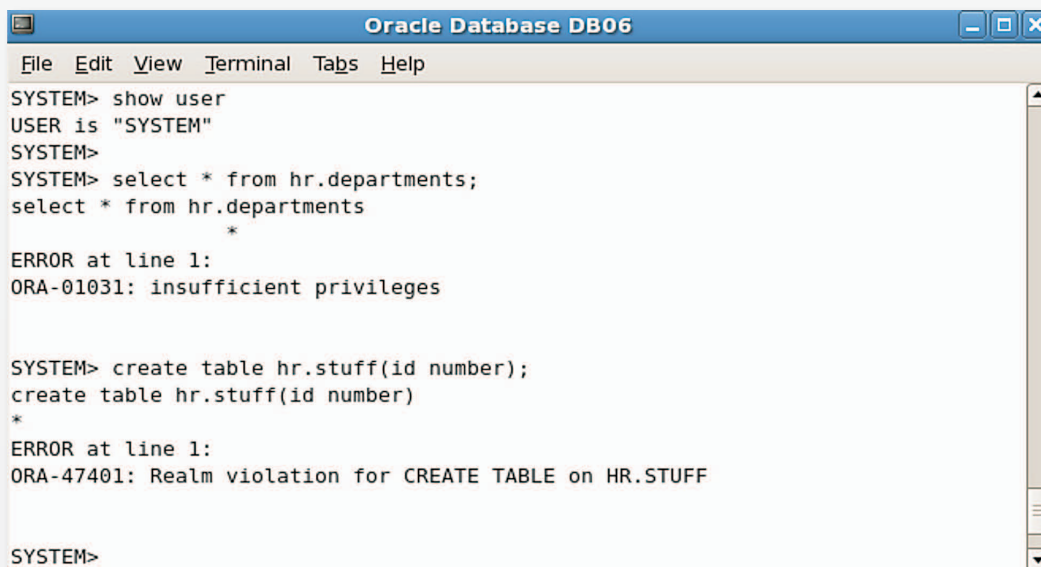 Oracle Database DB06
File Edit View Terminal Tabs Help
SYSTEM> show user
USER is "SYSTEM"
SYSTEM>
SYSTEM> select * from hr.departments;
select * from hr.departments
*
ERROR at line 1:
ORA-01031: insufficient privileges
SYSTEM> create table hr.stuff(id number);
create table hr.stuff(id number)
*
ERROR at line 1:
ORA-47401: Realm violation for CREATE TABLE on HR.STUFF
SYSTEM>